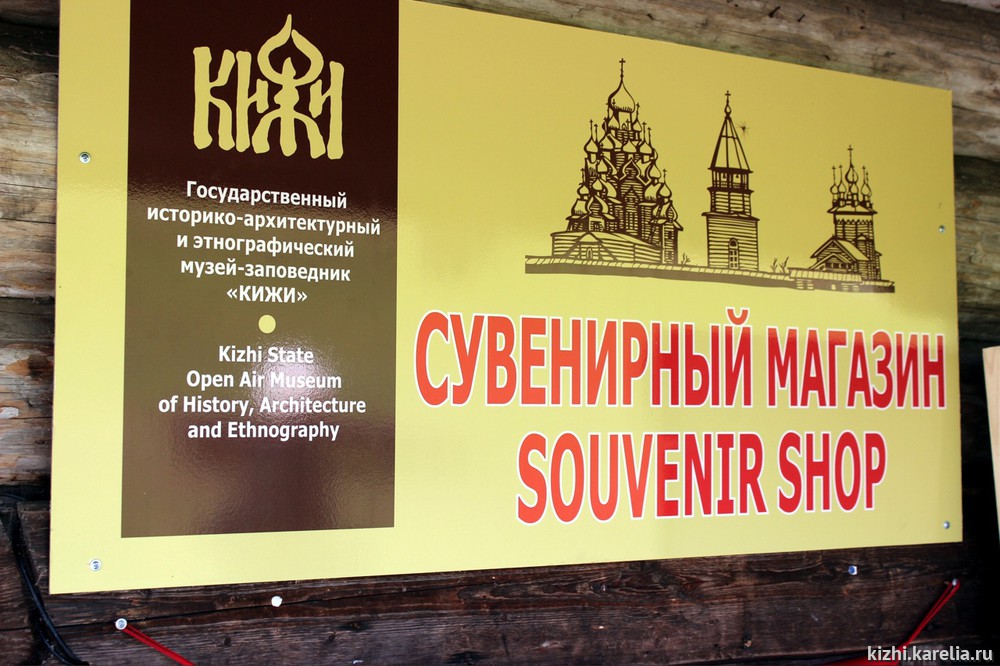 КИЖИ
Государственный
историко-архитектурный
и этнографический
музей-заповедник
«КИЖИ»
Kizhi State
Open Air Museum
of History, Architecture
and Ethnography
СУВЕНИРНЫЙ МАГАЗИН
SOUVENIR SHOP
kizhi.karelia.ru